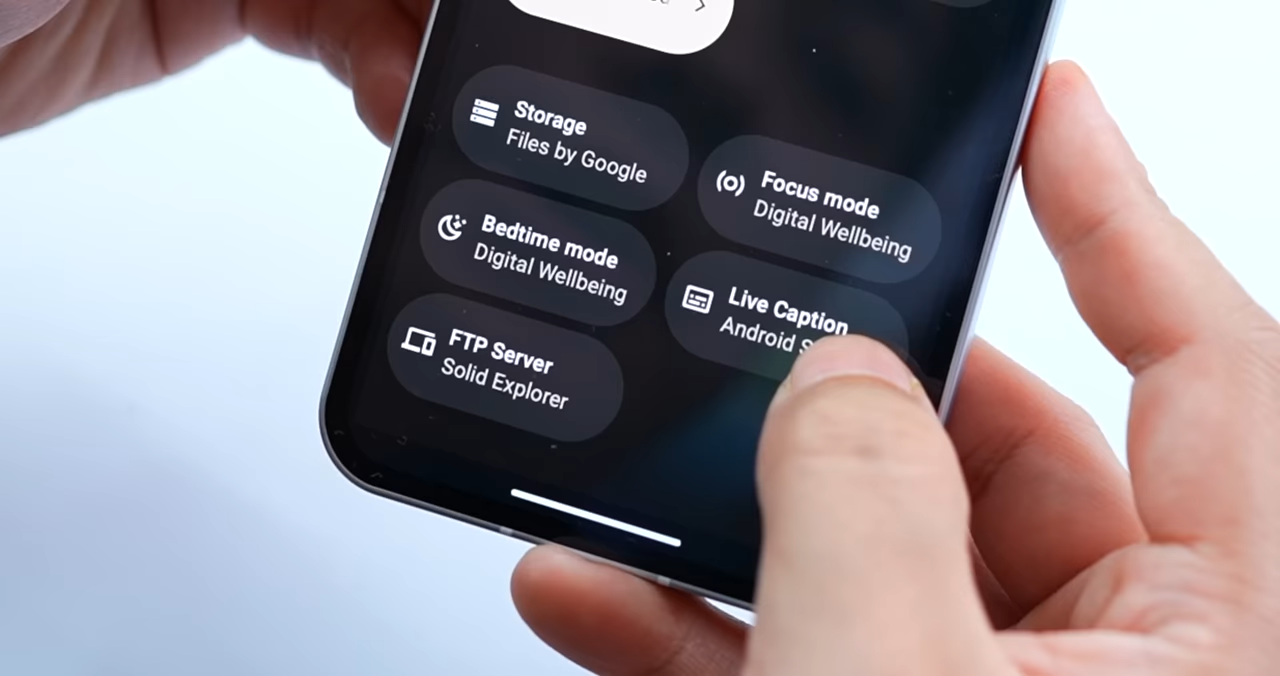 Storage
Files by Google
Focus mode
Digital Wellbeing
Bedtime mode
Digital Wellbeing
Live Caption
Android
FTP Server
Solid Explorer